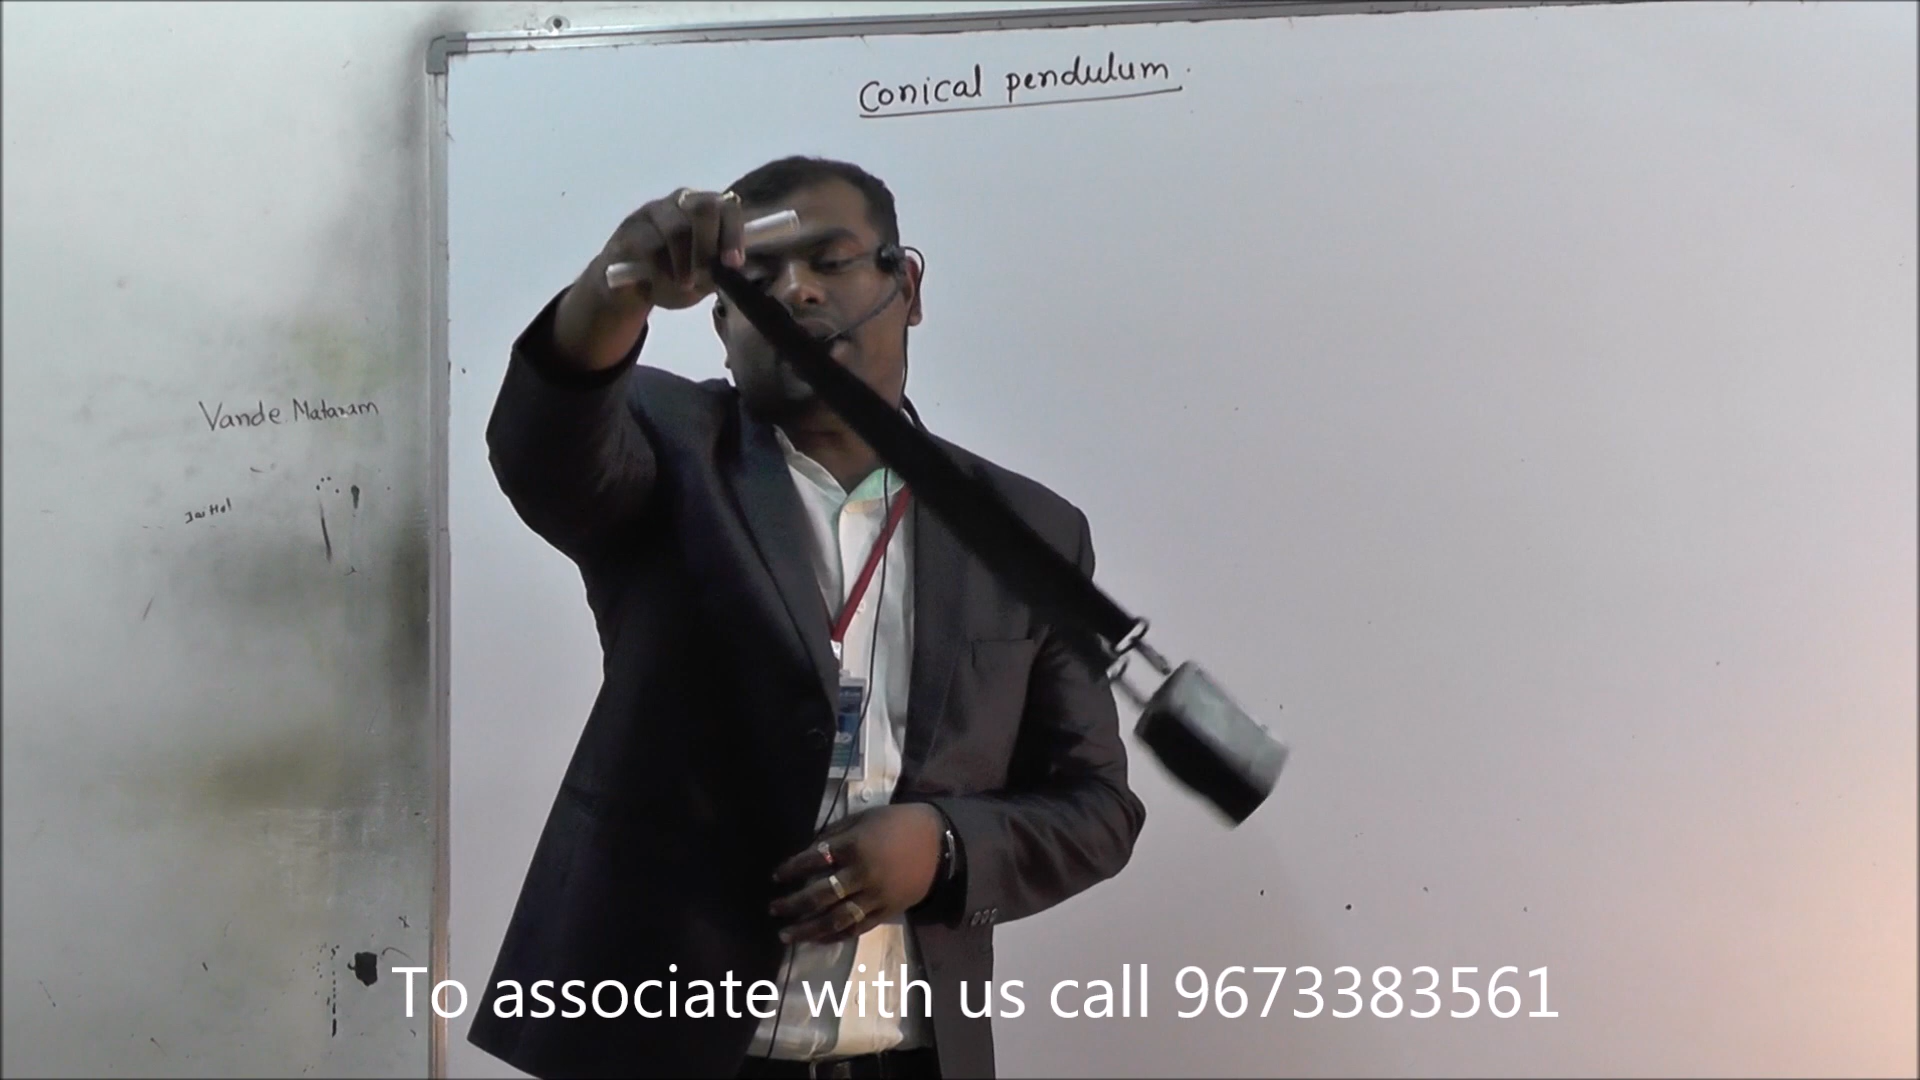 Conical pendulum.
Vande Mataram
To associate with us call 9673383561